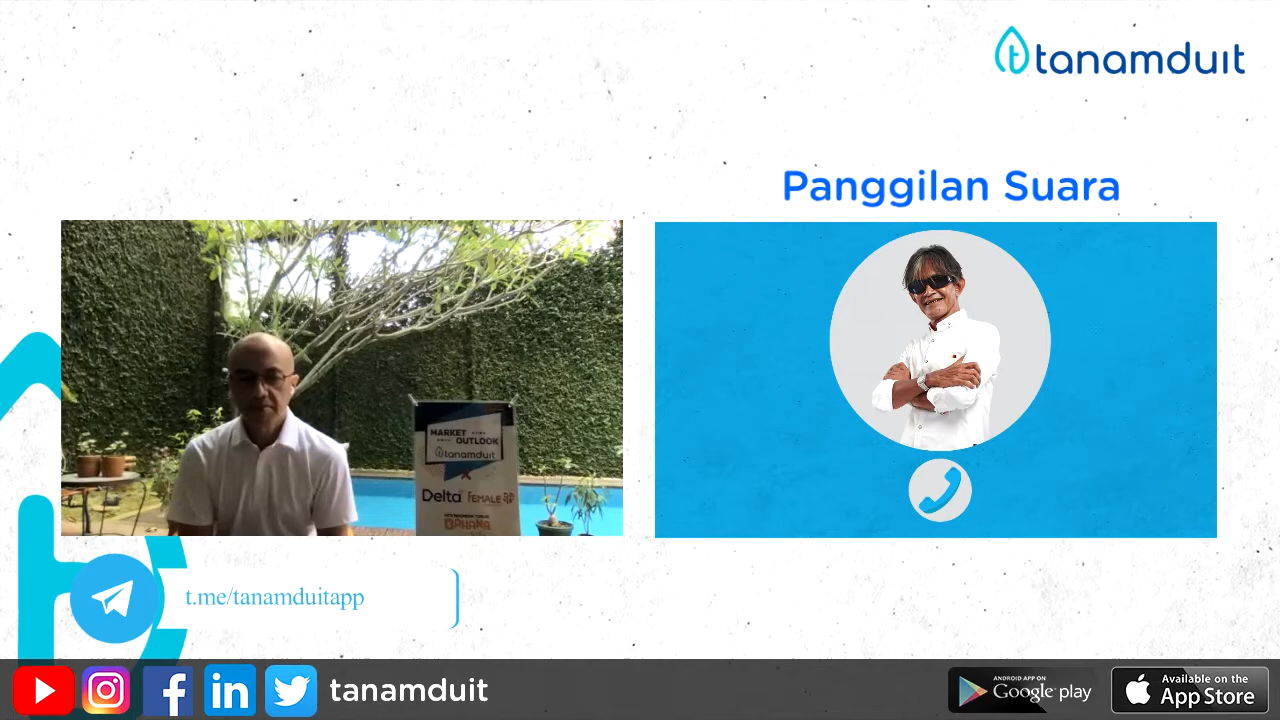 tanamduit
Panggilan Suara
MARKET
OUTLOOK
tanamduit
Delta
FEMALE
BAHANA
t.me/tanamduitapp
tanamduit
ANDROID APP ON
Google play
Available on the
App Store